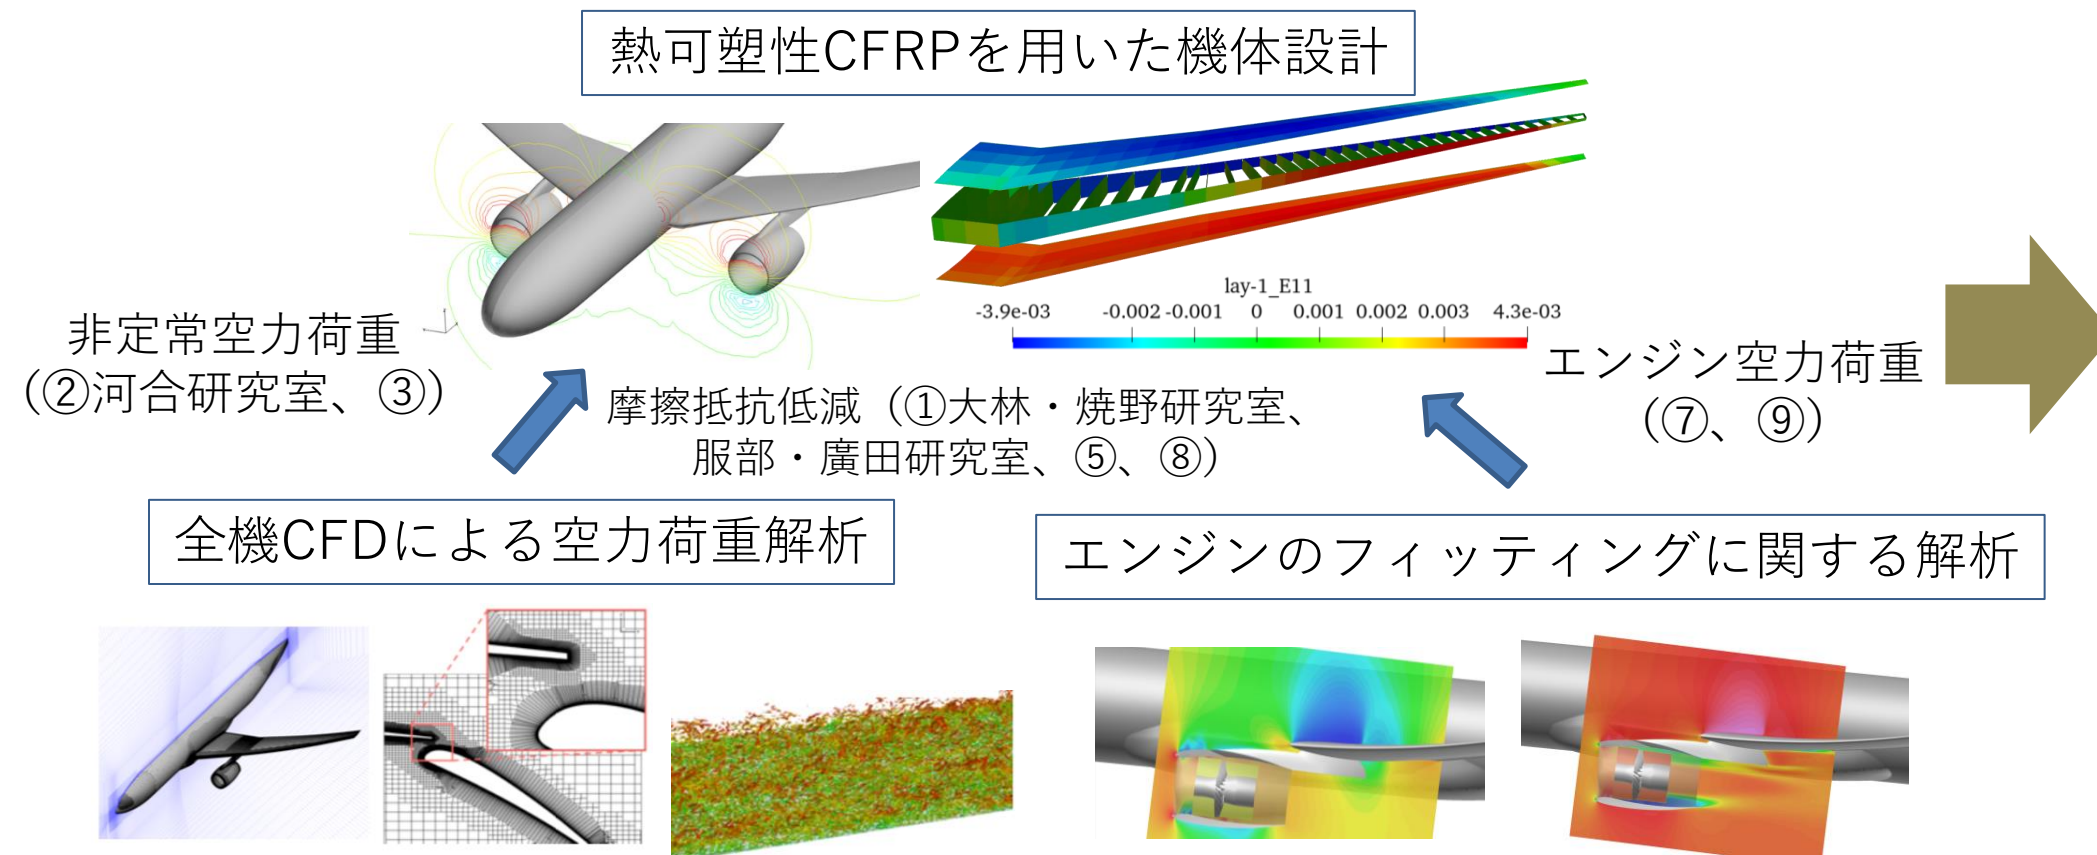 熱可塑性CFRPを用いた機体設計
lay-1_E11
-3.9e-03 -0.002 -0.001 0 0.001 0.002 0.003 4.3e-03
非定常空力荷重
（②河合研究室、③）
摩擦抵抗低減（①大林・焼野研究室、
服部・廣田研究室、⑤、⑧）
エンジン空力荷重
（⑦、⑨）
全機CFDによる空力荷重解析
エンジンのフィッティングに関する解析